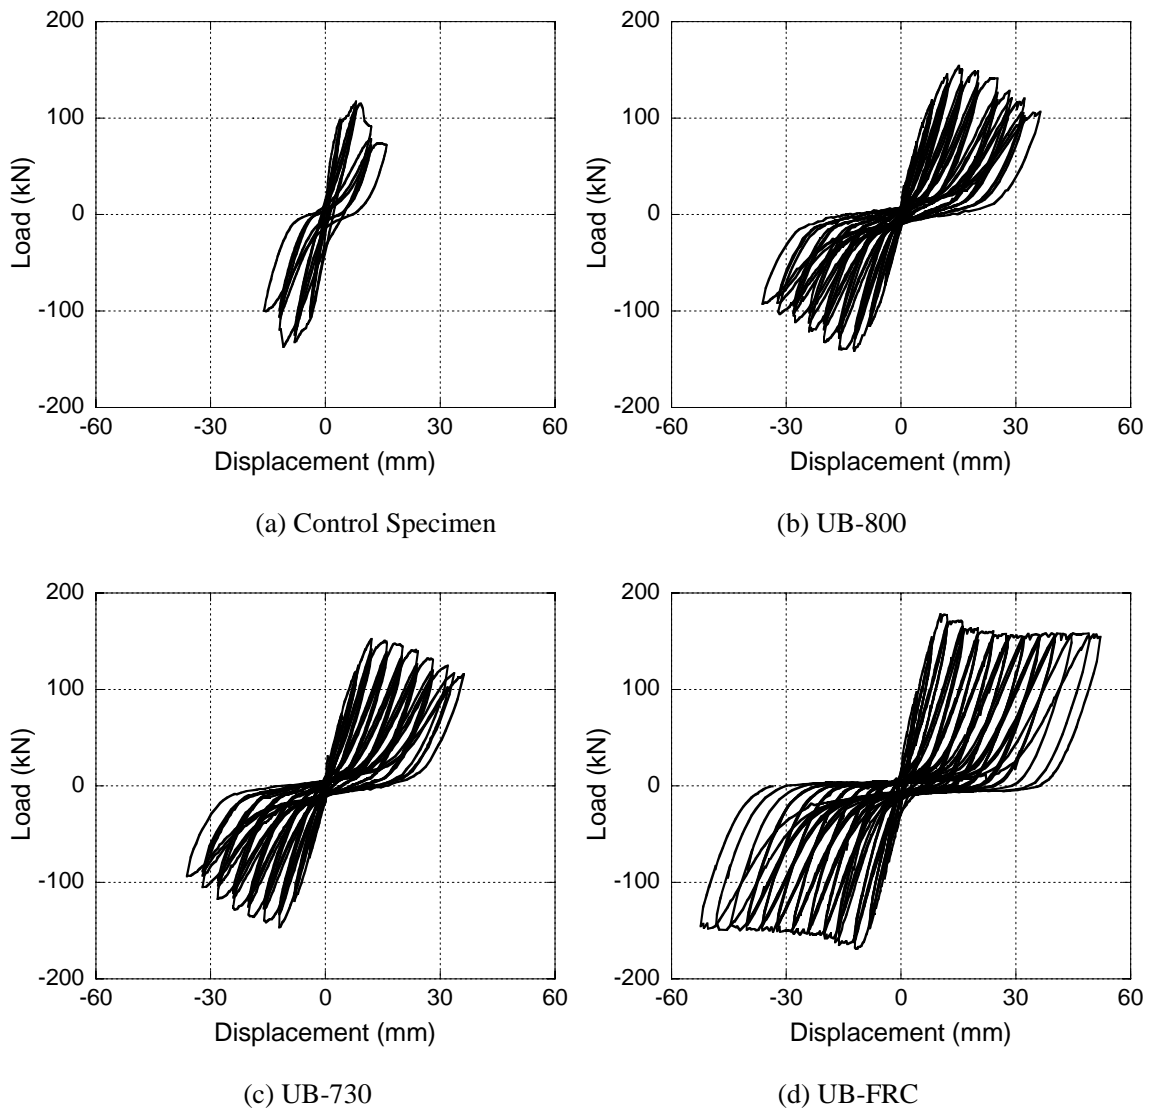 200
100
0
-100
-200
-60 -30 0 30 60
Load (kN)
Displacement (mm)
(a) Control Specimen
200
100
0
-100
-200
-60 -30 0 30 60
Load (kN)
Displacement (mm)
(b) UB-800
200
100
0
-100
-200
-60 -30 0 30 60
Load (kN)
Displacement (mm)
(c) UB-730
200
100
0
-100
-200
-60 -30 0 30 60
Load (kN)
Displacement (mm)
(d) UB-FRC